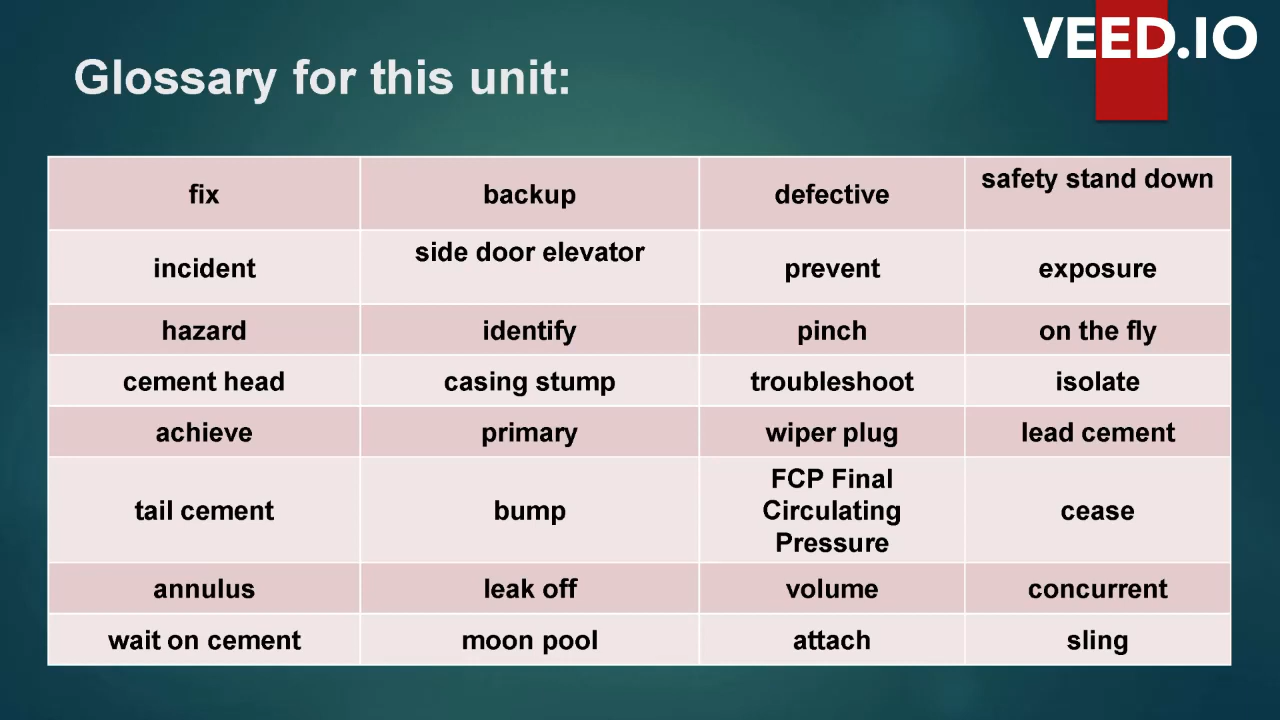 VEED.IO
Glossary for this unit:
fix backup defective safety stand down
incident side door elevator prevent exposure
hazard identify pinch on the fly
cement head casing stump troubleshoot isolate
achieve primary wiper plug lead cement
tail cement bump FCP Final Circulating Pressure cease
annulus leak off volume concurrent
wait on cement moon pool attach sling